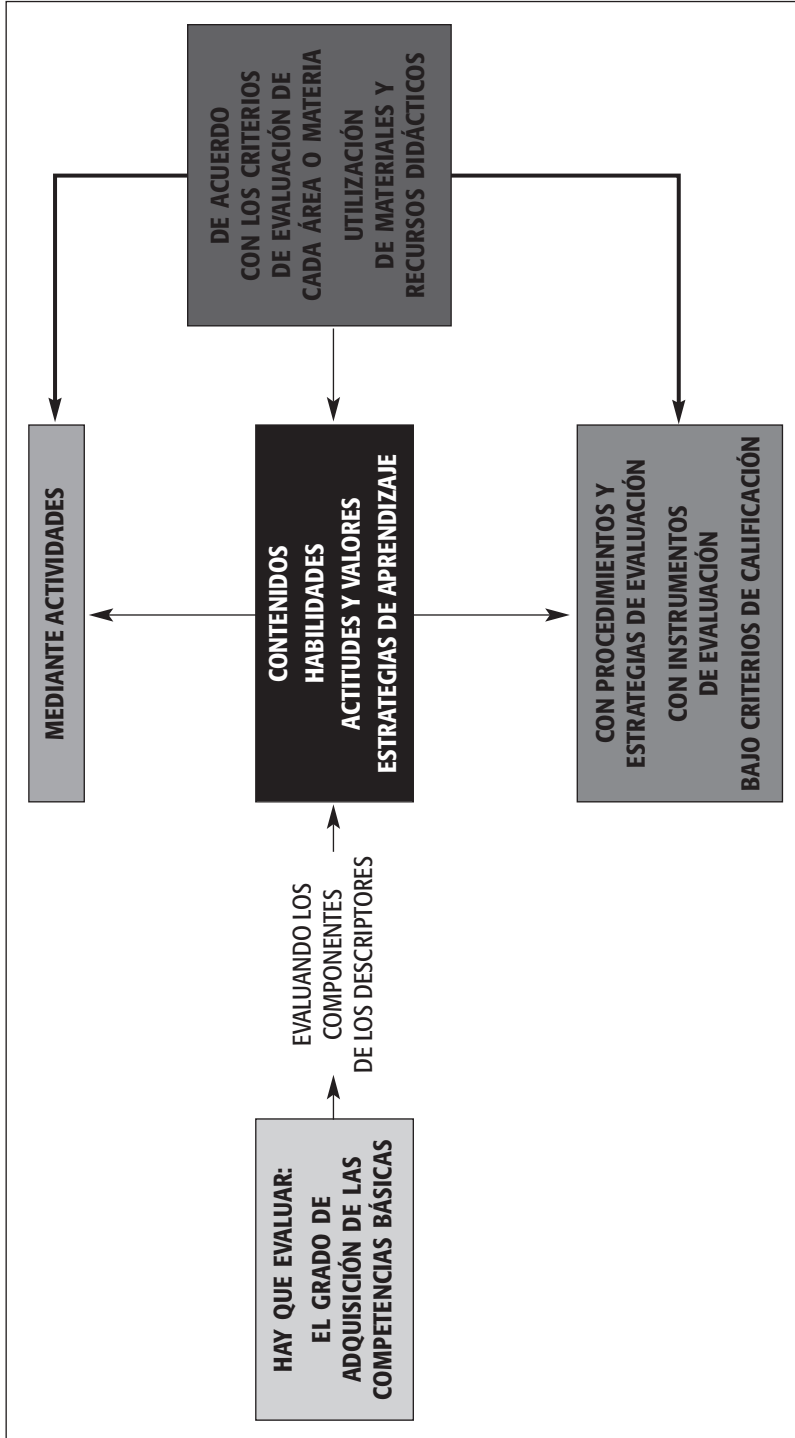 HAY QUE EVALUAR:
EL GRADO DE
ADQUISICIÓN DE LAS
COMPETENCIAS BÁSICAS
EVALUANDO LOS
COMPONENTES
DE LOS DESCRIPTORES
MEDIANTE ACTIVIDADES
CONTENIDOS
HABILIDADES
ACTITUDES Y VALORES
ESTRATEGIAS DE APRENDIZAJE
CON PROCEDIMIENTOS Y
ESTRATEGIAS DE EVALUACIÓN
CON INSTRUMENTOS
DE EVALUACIÓN
BAJO CRITERIOS DE CALIFICACIÓN
DE ACUERDO
CON LOS CRITERIOS
DE EVALUACIÓN DE
CADA ÁREA O MATERIA
UTILIZACIÓN
DE MATERIALES Y
RECURSOS DIDÁCTICOS